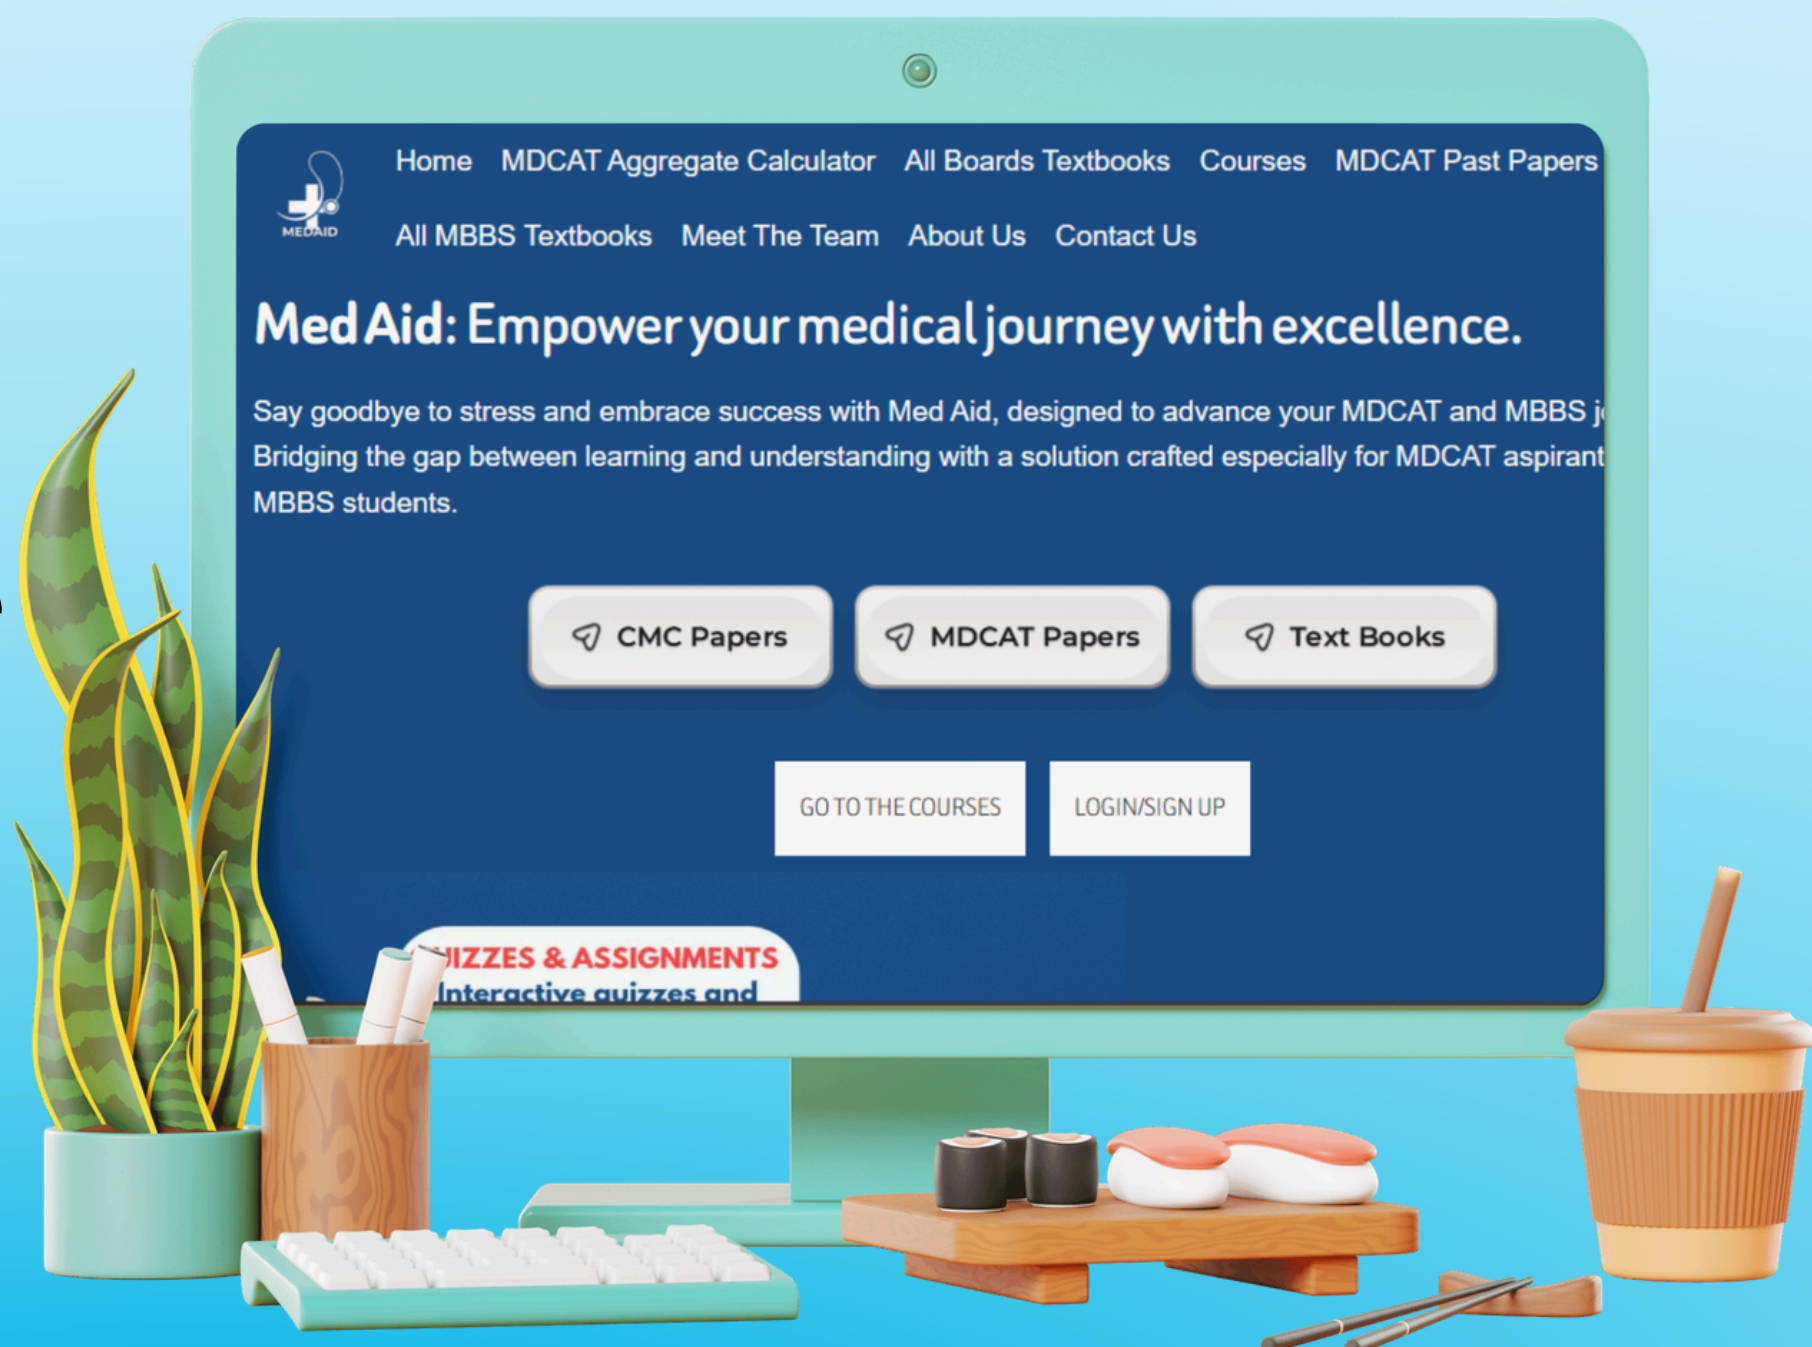 Home MDCAT Aggregate Calculator All Boards Textbooks Courses MDCAT Past Papers
MEDAID
All MBBS Textbooks Meet The Team About Us Contact Us
Med Aid: Empower your medical journey with excellence.
Say goodbye to stress and embrace success with Med Aid, designed to advance your MDCAT and MBBS
Bridging the gap between learning and understanding with a solution crafted especially for MDCAT aspirant
MBBS students.
CMC Papers MDCAT Papers Text Books
GO TO THE COURSES LOGIN/SIGN UP
UIZZES & ASSIGNMENTS
Interactive quizzes and